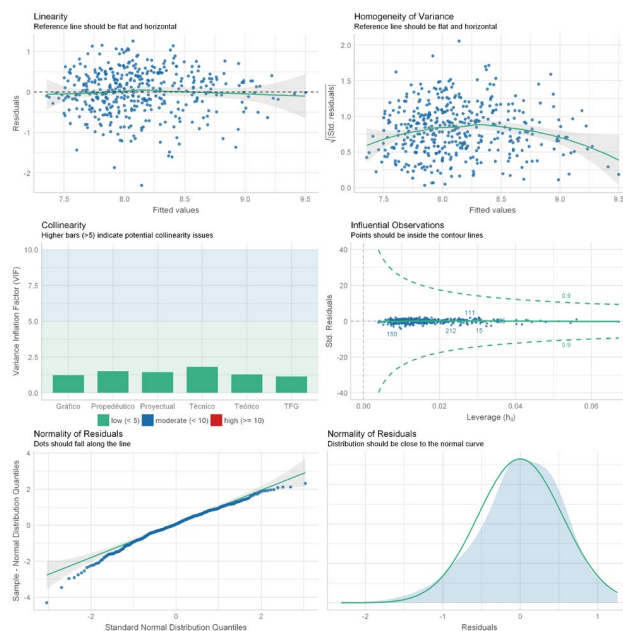 Linearity
Reference line should be flat and horizontal
Residuals
1
0
-1
-2
7.5 8.0 8.5 9.0 9.5
Fitted values
Homogeneity of Variance
Reference line should be flat and horizontal
√|Std. residuals|
2.0
1.5
1.0
0.5
0.0
7.5 8.0 8.5 9.0 9.5
Fitted values
Collinearity
Higher bars (>5) indicate potential collinearity issues
Variance Inflation Factor (VIF)
10.0
7.5
5.0
2.5
0.0
Gráfico Propedéutico Proyectual Técnico Teórico TFG
low (< 5) moderate (< 10) high (>= 10)
Influential Observations
Points should be inside the contour lines
Std. Residuals
40
20
0
-20
-40
0.9
111
150
212
15
0.9
0.00 0.02 0.04 0.06
Leverage (hᵢᵢ)
Normality of Residuals
Dots should fall along the line
Sample - Normal Distribution Quantiles
4
2
0
-2
-4
-2 0 2
Standard Normal Distribution Quantiles
Normality of Residuals
Distribution should be close to the normal curve
-2 -1 0 1
Residuals